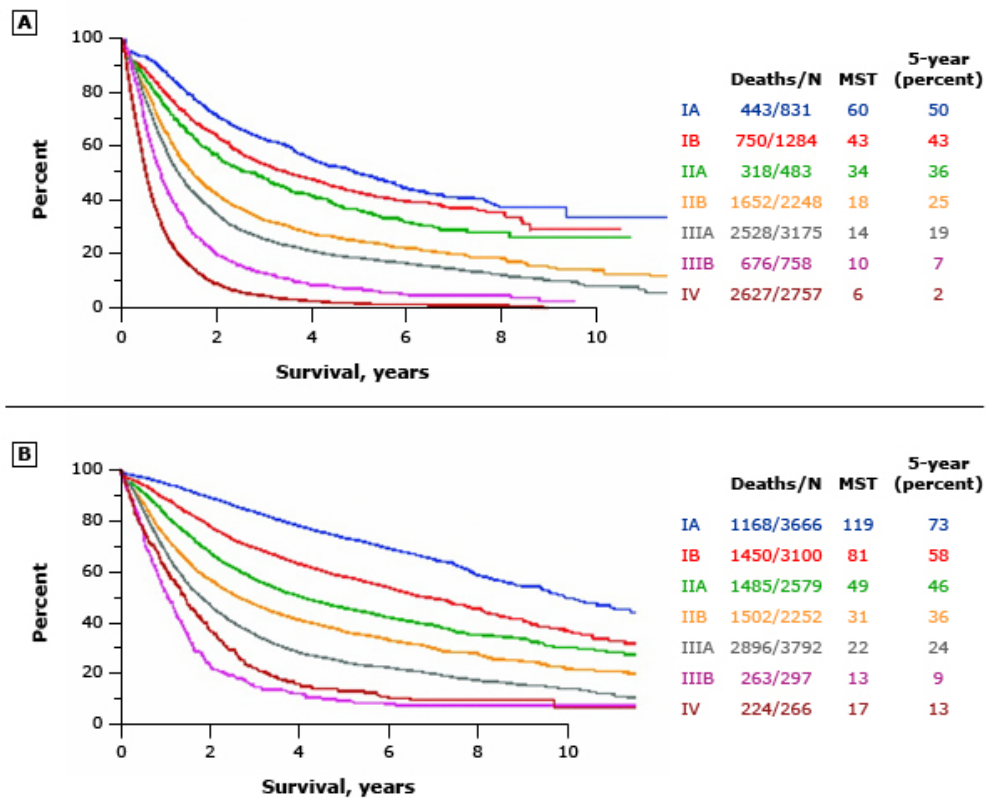 A
100
80
60
40
20
0
Percent
0 2 4 6 8 10
Survival, years
5-year
Deaths/N MST (percent)
IA 443/831 60 50
IB 750/1284 43 43
IIA 318/483 34 36
IIB 1652/2248 18 25
IIIA 2528/3175 14 19
IIIB 676/758 10 7
IV 2627/2757 6 2
B
100
80
60
40
20
0
Percent
0 2 4 6 8 10
Survival, years
5-year
Deaths/N MST (percent)
IA 1168/3666 119 73
IB 1450/3100 81 58
IIA 1485/2579 49 46
IIB 1502/2252 31 36
IIIA 2896/3792 22 24
IIIB 263/297 13 9
IV 224/266 17 13